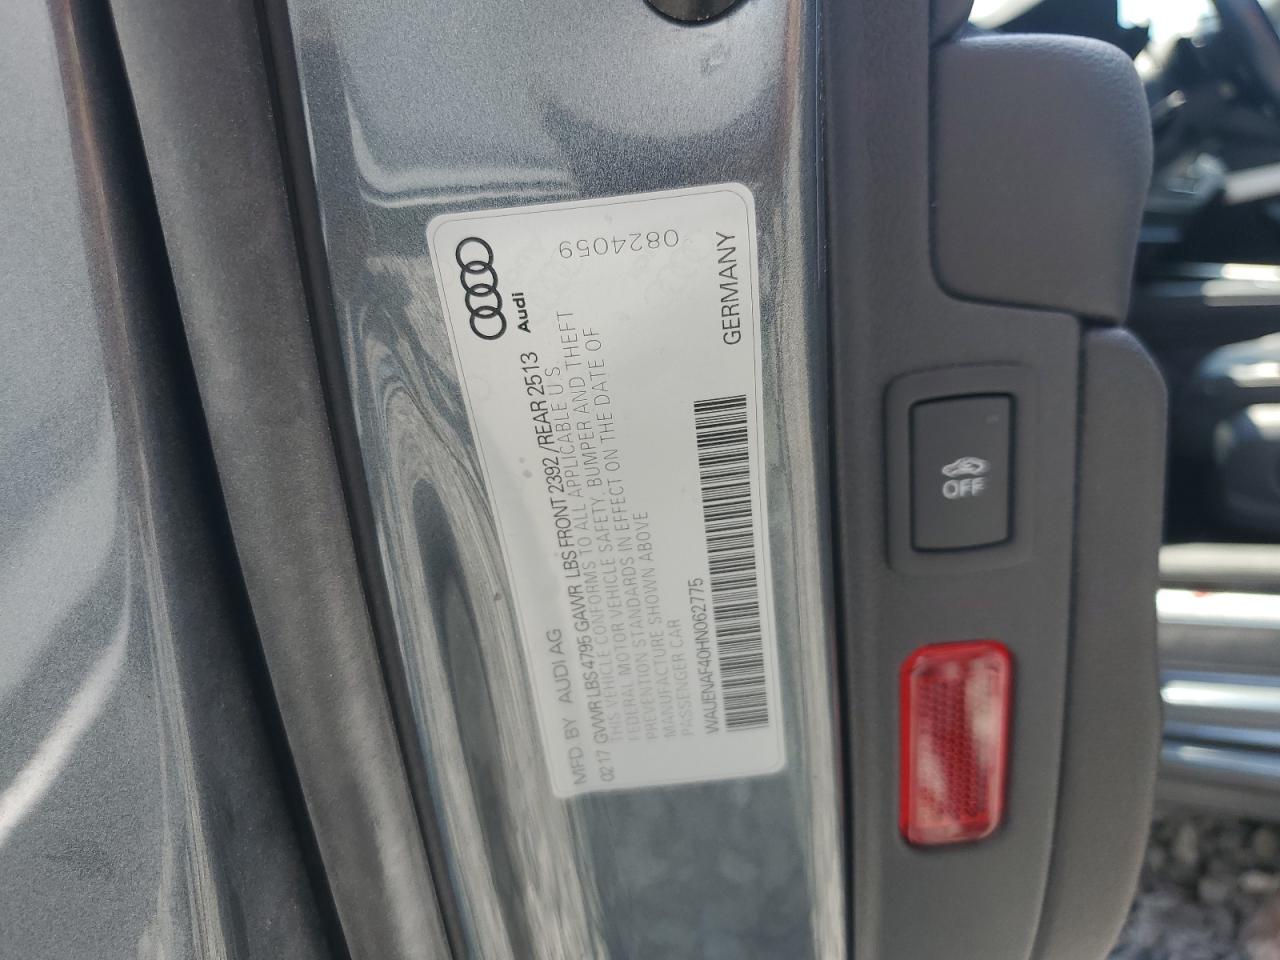 MFD BY AUDI AG
Audi
02 17 GVWR LBS 4795 GAWR LBS FRONT 2392 /REAR 2513
THIS VEHICLE CONFORMS TO ALL APPLICABLE U.S.
FEDERAL MOTOR VEHICLE SAFETY, BUMPER AND THEFT
PREVENTION STANDARDS IN EFFECT ON THE DATE OF
MANUFACTURE SHOWN ABOVE
PASSENGER CAR
WAUENAF40HN062775
GERMANY
0824059
OFF